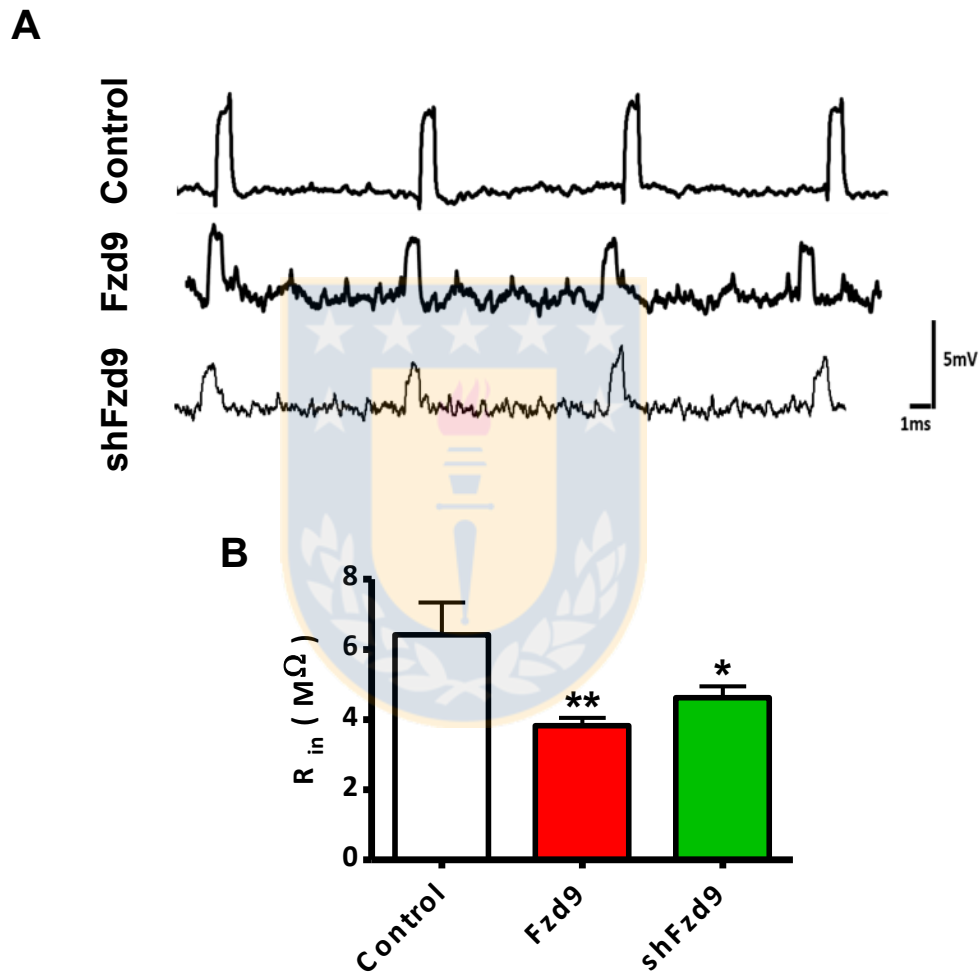 A
Control
Fzd9
shFzd9
5mV
1ms
B
R in ( MΩ )
8
6
4
2
0
**
*
Control
Fzd9
shFzd9